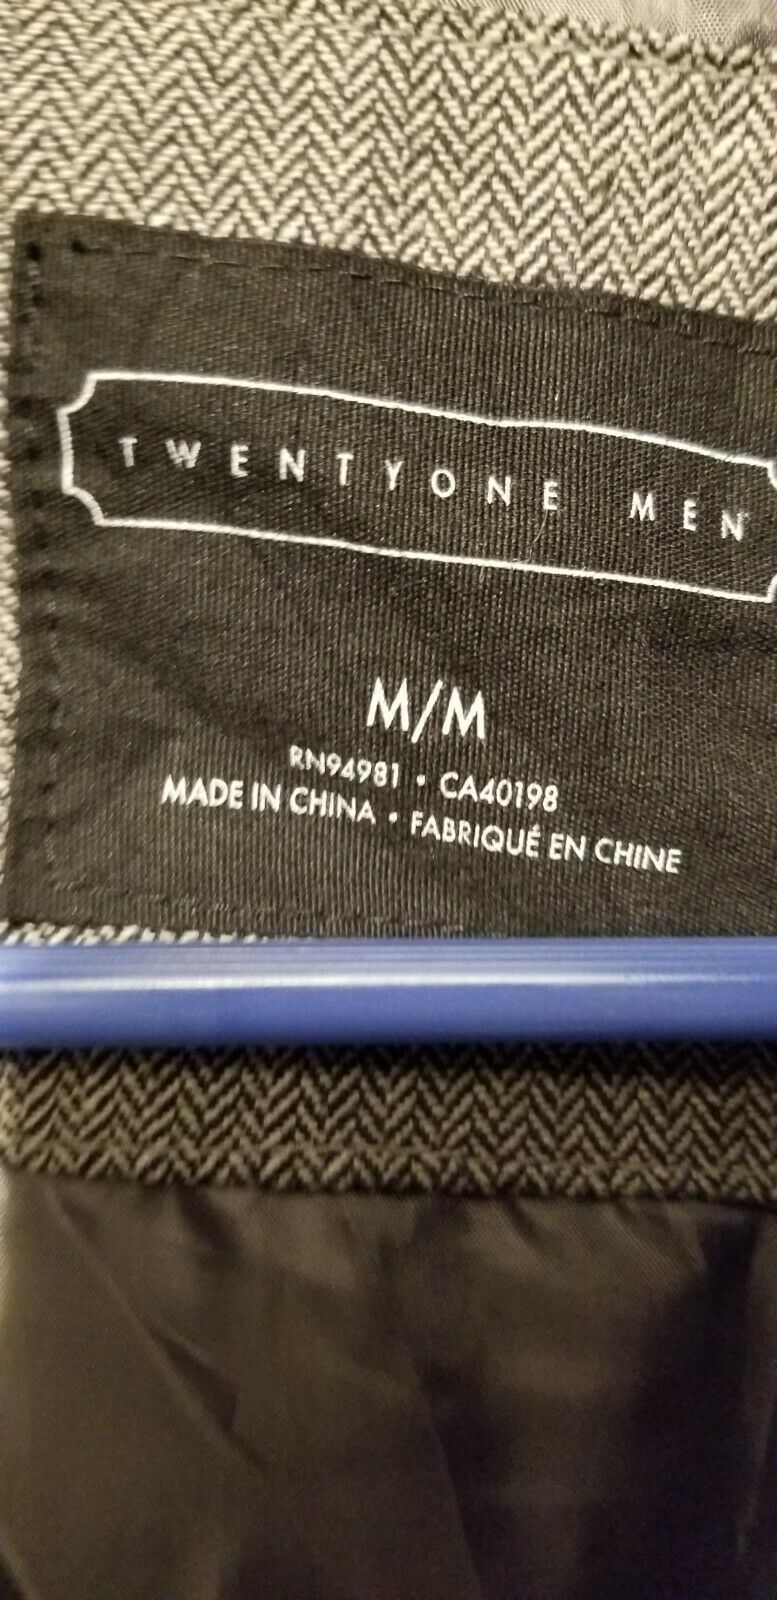 TWENTYONE MEN
M/M
RN94981 • CA40198
MADE IN CHINA • FABRIQUÉ EN CHINE